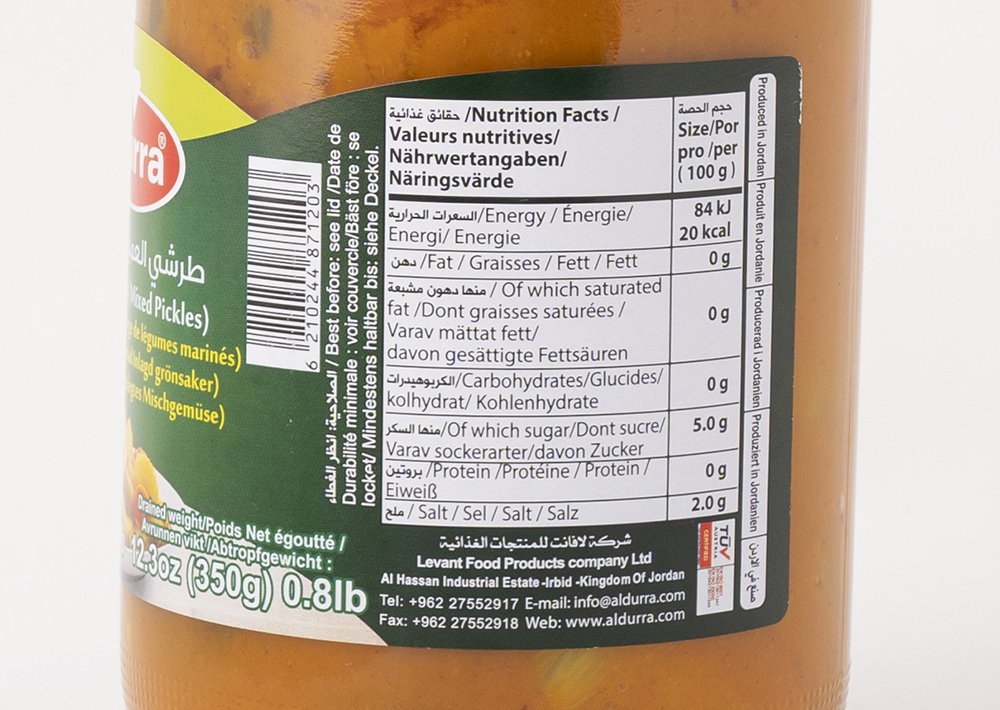 rra®
طرشي
Mixed Pickles)
de légumes marinés)
inlagd grönsaker)
Mischgemüse)
6 210244 871203
الصلاحية: انظر الغطاء / Best before: see lid /Date de
Durabilité minimale : voir couvercle/Bäst före : se
locket/ Mindestens haltbar bis: siehe Deckel.
Drained weight/Poids Net égoutté /
Avrunnen vikt /Abtropfgewicht :
12.3oz (350g) 0.8lb
حقائق غذائية /Nutrition Facts /
Valeurs nutritives/
Nährwertangaben/
Näringsvärde
حجم الحصة
Size/Por
pro /per
( 100 g )
السعرات الحرارية/Energy / Énergie/
Energi/ Energie
84 kJ
20 kcal
دهن /Fat / Graisses / Fett / Fett
0 g
منها دهون مشبعة / Of which saturated
fat /Dont graisses saturées /
Varav mättat fett/
davon gesättigte Fettsäuren
0 g
الكربوهيدرات/Carbohydrates/Glucides/
kolhydrat/ Kohlenhydrate
0 g
منها السكر/Of which sugar/Dont sucre/
Varav sockerarter/davon Zucker
5.0 g
بروتين /Protein /Protéine / Protein /
Eiweiß
0 g
ملح / Salt / Sel / Salt / Salz
2.0 g
شركة لافانت للمنتجات الغذائية
Levant Food Products company Ltd
Al Hassan Industrial Estate -Irbid -Kingdom Of Jordan
Tel: +962 27552917 E-mail: info@aldurra.com
Fax: +962 27552918 Web: www.aldurra.com
TÜV
AUSTRIA
CERTIFIED
Produced in Jordan
Produit en Jordanie
Producerad i Jordanien
Produziert in Jordanien
صنع في الاردن